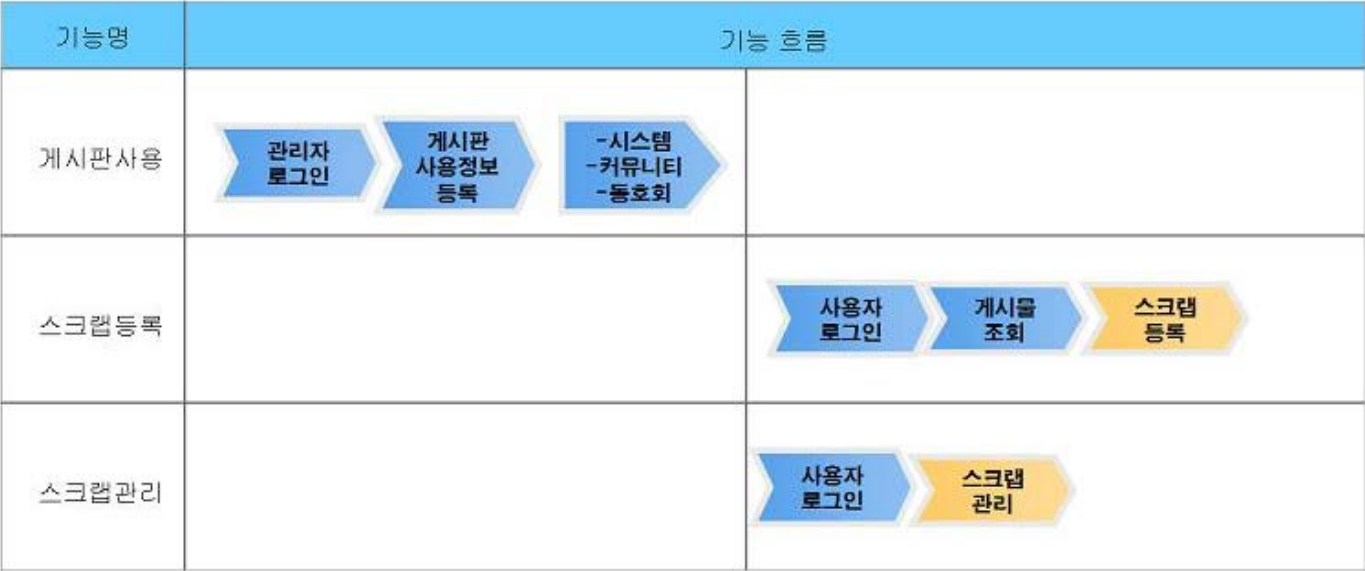 기능명
기능 흐름
게시판사용
관리자
로그인
게시판
사용정보
등록
-시스템
-커뮤니티
-동호회
스크랩등록
사용자
로그인
게시물
조회
스크랩
등록
스크랩관리
사용자
로그인
스크랩
관리